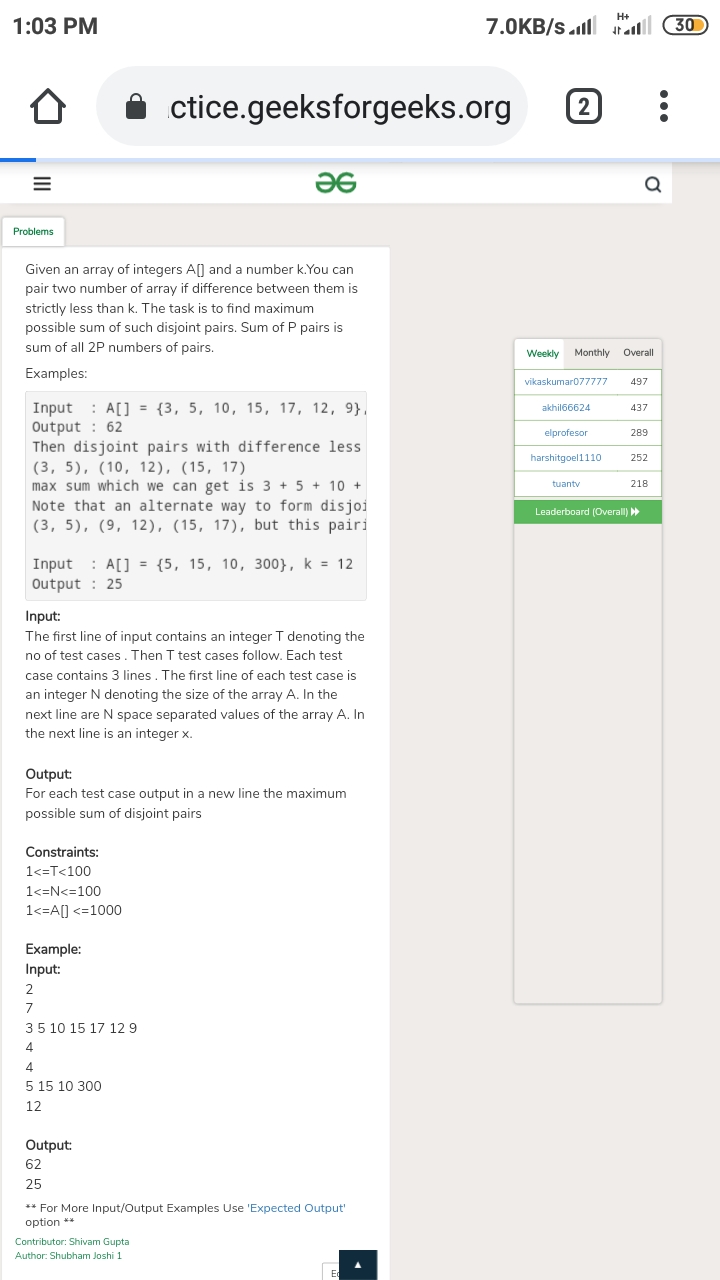 1:03 PM
7.0KB/s H+ 30
ctice.geeksforgeeks.org 2
Problems
Given an array of integers A[] and a number k.You can
pair two number of array if difference between them is
strictly less than k. The task is to find maximum
possible sum of such disjoint pairs. Sum of P pairs is
sum of all 2P numbers of pairs.
Examples:
Input  : A[] = {3, 5, 10, 15, 17, 12, 9},
Output : 62
Then disjoint pairs with difference less
(3, 5), (10, 12), (15, 17)
max sum which we can get is 3 + 5 + 10 +
Note that an alternate way to form disjoi
(3, 5), (9, 12), (15, 17), but this pairi
Input  : A[] = {5, 15, 10, 300}, k = 12
Output : 25
Input:
The first line of input contains an integer T denoting the
no of test cases . Then T test cases follow. Each test
case contains 3 lines . The first line of each test case is
an integer N denoting the size of the array A. In the
next line are N space separated values of the array A. In
the next line is an integer x.
Output:
For each test case output in a new line the maximum
possible sum of disjoint pairs
Constraints:
1<=T<100
1<=N<=100
1<=A[] <=1000
Example:
Input:
2
7
3 5 10 15 17 12 9
4
4
5 15 10 300
12
Output:
62
25
** For More Input/Output Examples Use 'Expected Output'
option **
Contributor: Shivam Gupta
Author: Shubham Joshi 1
Weekly Monthly Overall
vikaskumar077777 497
akhil66624 437
elprofesor 289
harshitgoel1110 252
tuantv 218
Leaderboard (Overall)